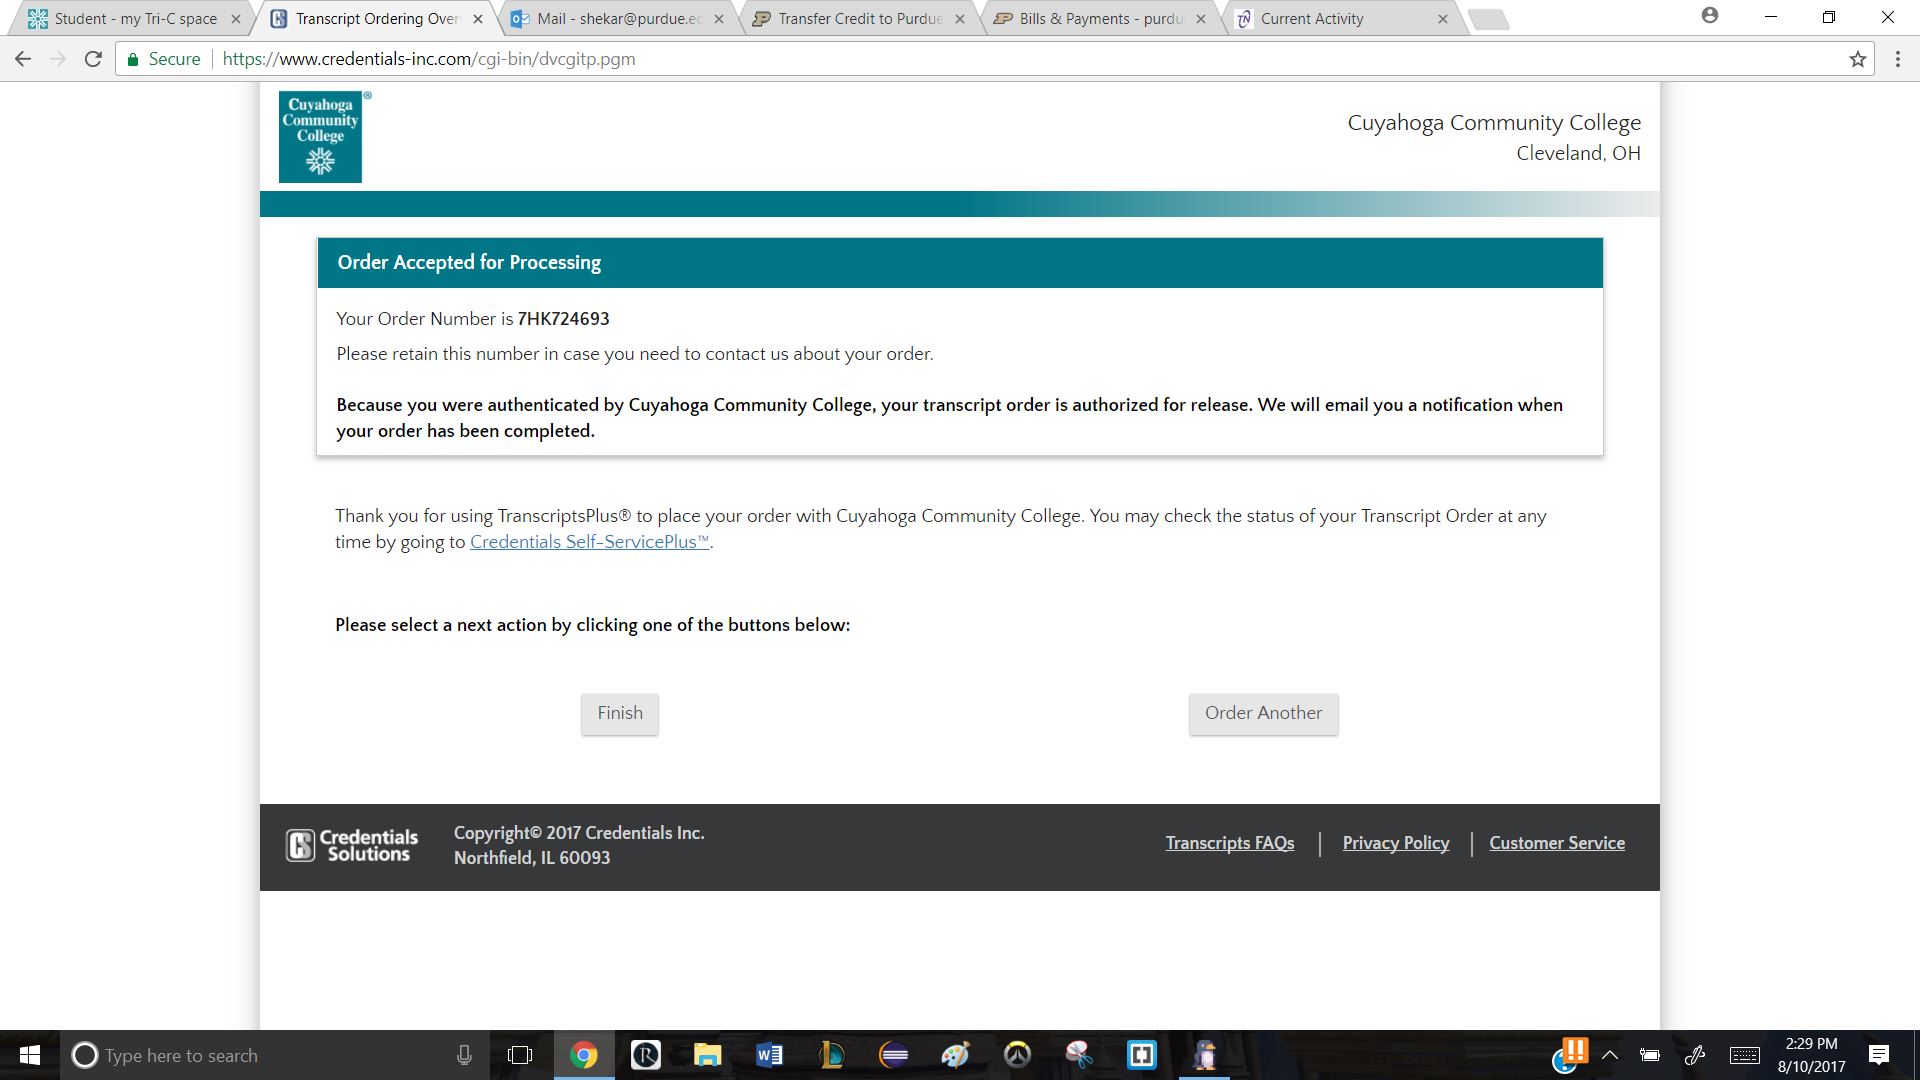 Student - my Tri-C space
Transcript Ordering Over
Mail - shekar@purdue.ed
Transfer Credit to Purdue
Bills & Payments - purdu
Current Activity
Secure
https://www.credentials-inc.com/cgi-bin/dvcgitp.pgm
Cuyahoga
Community
College
®
Cuyahoga Community College
Cleveland, OH
Order Accepted for Processing
Your Order Number is 7HK724693
Please retain this number in case you need to contact us about your order.
Because you were authenticated by Cuyahoga Community College, your transcript order is authorized for release. We will email you a notification when
your order has been completed.
Thank you for using TranscriptsPlus® to place your order with Cuyahoga Community College. You may check the status of your Transcript Order at any
time by going to Credentials Self-ServicePlus™.
Please select a next action by clicking one of the buttons below:
Finish
Order Another
Credentials
Solutions
Copyright© 2017 Credentials Inc.
Northfield, IL 60093
Transcripts FAQs
Privacy Policy
Customer Service
Type here to search
2:29 PM
8/10/2017